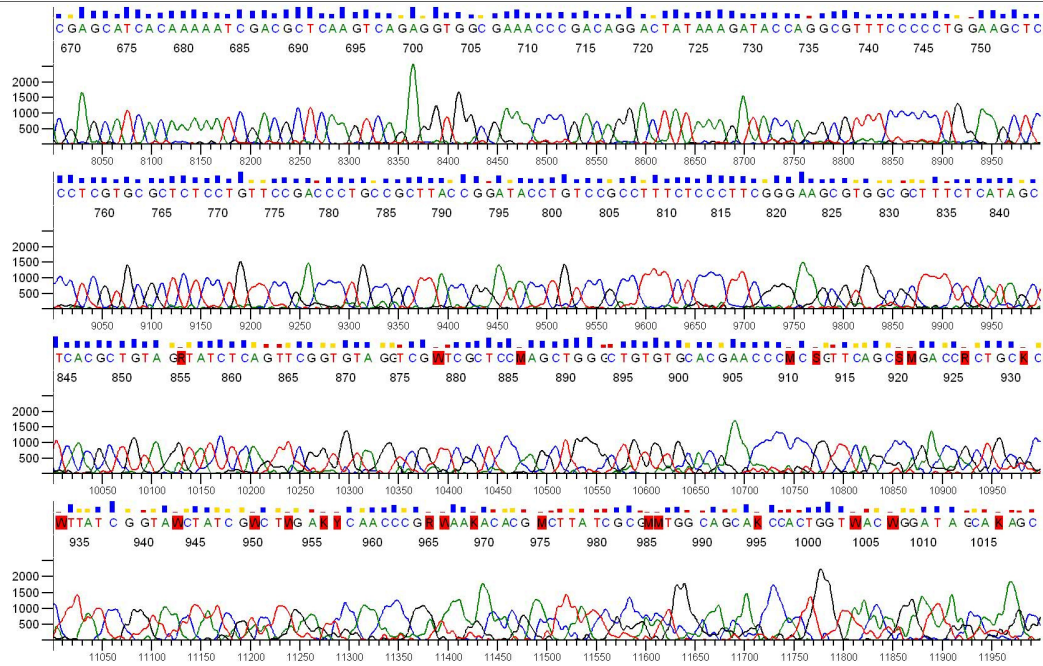 CGAGCATCACAAAAATCGACGCTCAAGTCAGAGGTGGCGAAACCCGACAGGACTATAAAGATACCAGGCGTTTCCCCCTGGAAGCTC
670 675 680 685 690 695 700 705 710 715 720 725 730 735 740 745 750
2000
1500
1000
500
8050 8100 8150 8200 8250 8300 8350 8400 8450 8500 8550 8600 8650 8700 8750 8800 8850 8900 8950
CCTCGTGCGCTCTCCTGTTCCGACCCTGCCGCTTACCGGATACCTGTCCGCCTTTCTCCCTTCGGGAAGCGTGGCGCTTTCTCATAGC
760 765 770 775 780 785 790 795 800 805 810 815 820 825 830 835 840
2000
1500
1000
500
9050 9100 9150 9200 9250 9300 9350 9400 9450 9500 9550 9600 9650 9700 9750 9800 9850 9900 9950
TCACGCTGTAGRTATCTCAGTTCGGTGTAGGTCGWTCGCTCCMAGCTGGGCTGTGTGCACGAACCCMCSGTTCAGCSMGACCRCTGCKC
845 850 855 860 865 870 875 880 885 890 895 900 905 910 915 920 925 930
2000
1500
1000
500
10050 10100 10150 10200 10250 10300 10350 10400 10450 10500 10550 10600 10650 10700 10750 10800 10850 10900 10950
WTTATCGGTAWCTATCGWCTWGAKYCAACCCGRWAAKACACGMCTTATCGCGMMTGGCAGCAKCCACTGGTWACWGGATAGCAKAGC
935 940 945 950 955 960 965 970 975 980 985 990 995 1000 1005 1010 1015
2000
1500
1000
500
11050 11100 11150 11200 11250 11300 11350 11400 11450 11500 11550 11600 11650 11700 11750 11800 11850 11900 11950